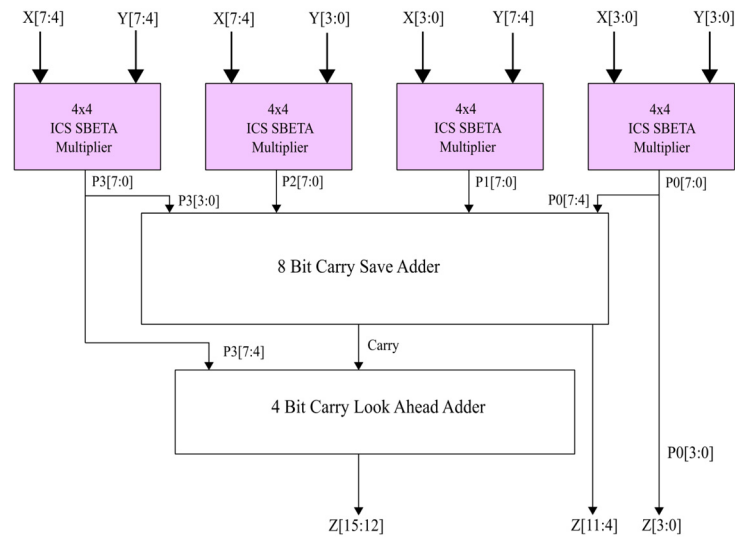 X[7:4] Y[7:4] X[7:4] Y[3:0] X[3:0] Y[7:4] X[3:0] Y[3:0]
4x4 4x4 4x4 4x4
ICS SBETA ICS SBETA ICS SBETA ICS SBETA
Multiplier Multiplier Multiplier Multiplier
P3[7:0] P2[7:0] P1[7:0] P0[7:0]
P3[3:0] P0[7:4]
8 Bit Carry Save Adder
P3[7:4] Carry
4 Bit Carry Look Ahead Adder
P0[3:0]
Z[15:12] Z[11:4] Z[3:0]